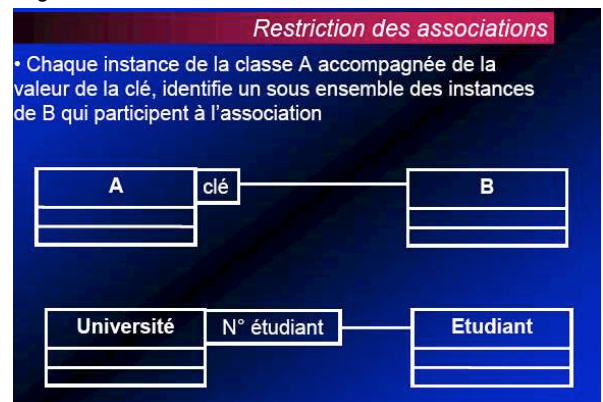 Restriction des associations
• Chaque instance de la classe A accompagnée de la
valeur de la clé, identifie un sous ensemble des instances
de B qui participent à l'association
A clé B
Université N° étudiant Etudiant